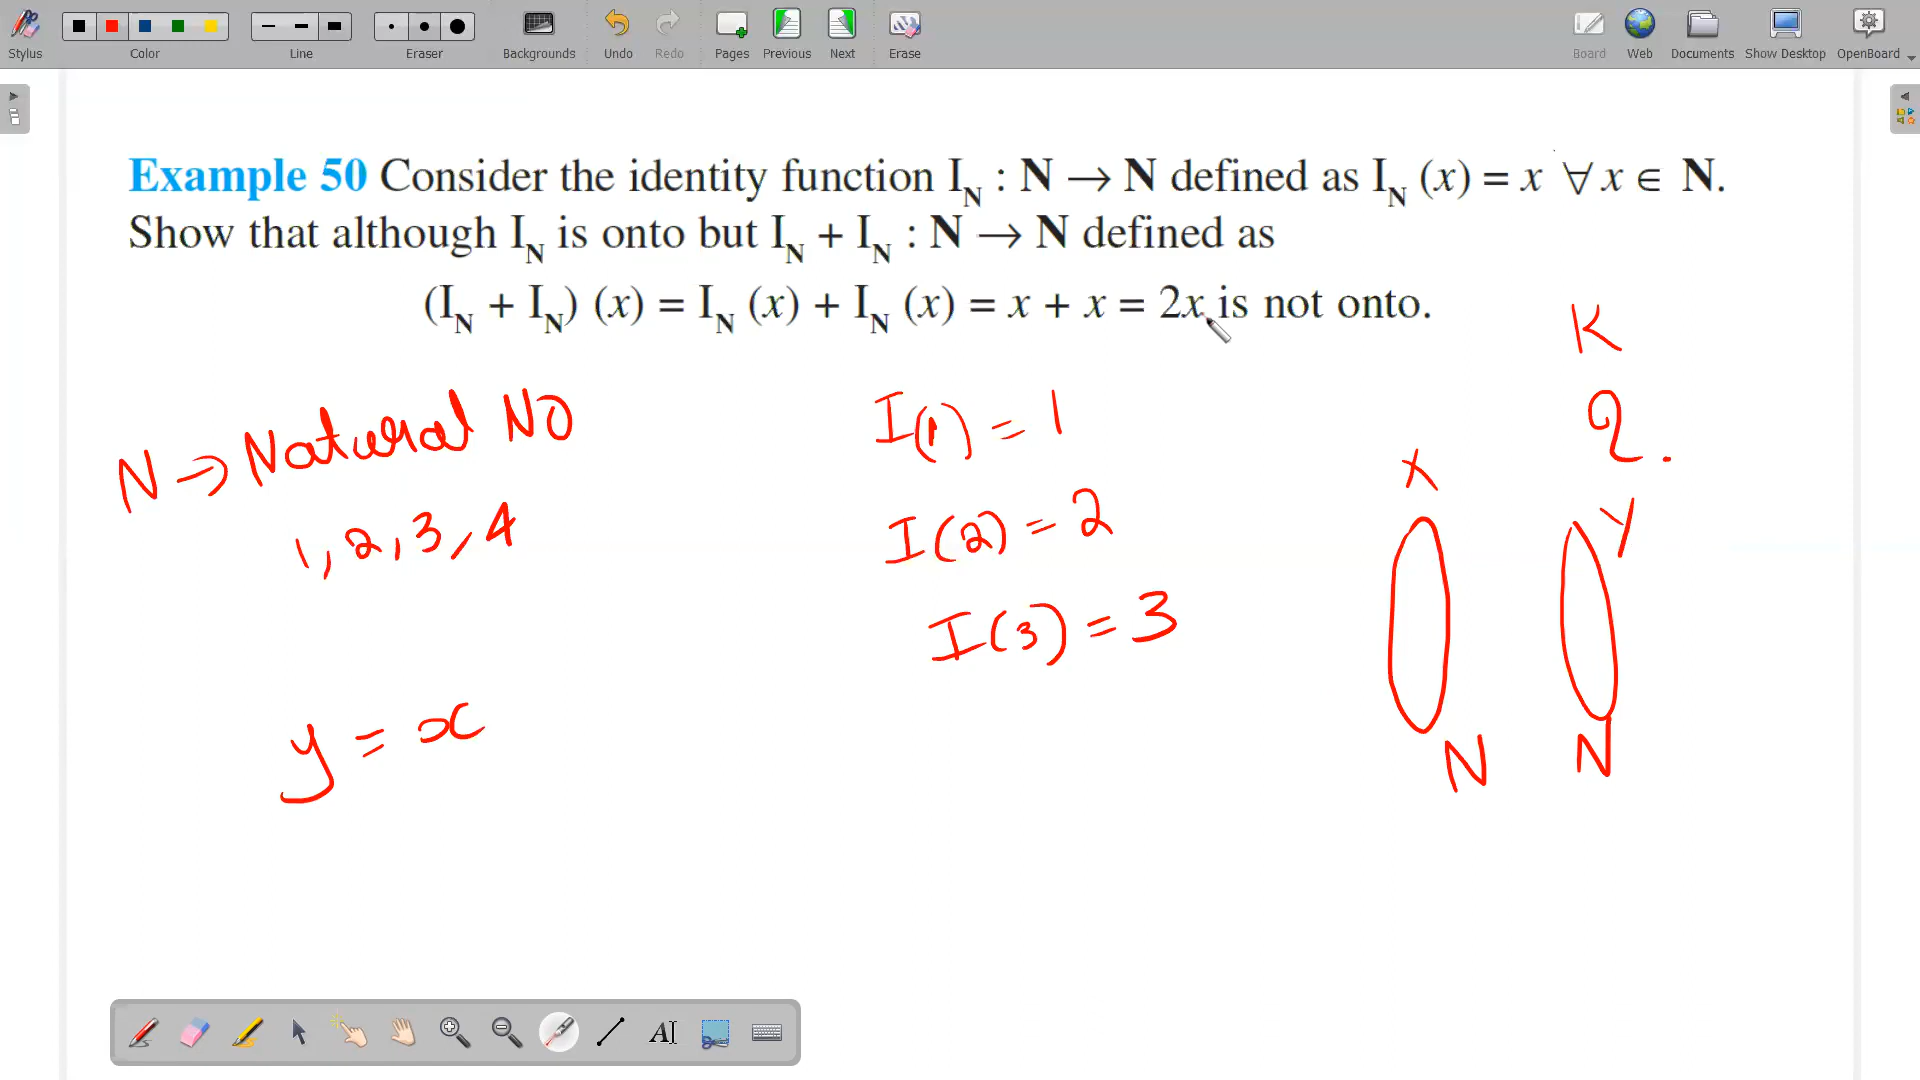 Stylus Color Line Eraser Backgrounds Undo Redo Pages Previous Next Erase Board Web Documents Show Desktop OpenBoard
Example 50 Consider the identity function I_N : N → N defined as I_N (x) = x ∀ x ∈ N.
Show that although I_N is onto but I_N + I_N : N → N defined as
(I_N + I_N) (x) = I_N (x) + I_N (x) = x + x = 2x is not onto.
N → Natural NO
1, 2, 3, 4
y = x
I(1) = 1
I(2) = 2
I(3) = 3
K
Q.
X Y
N N